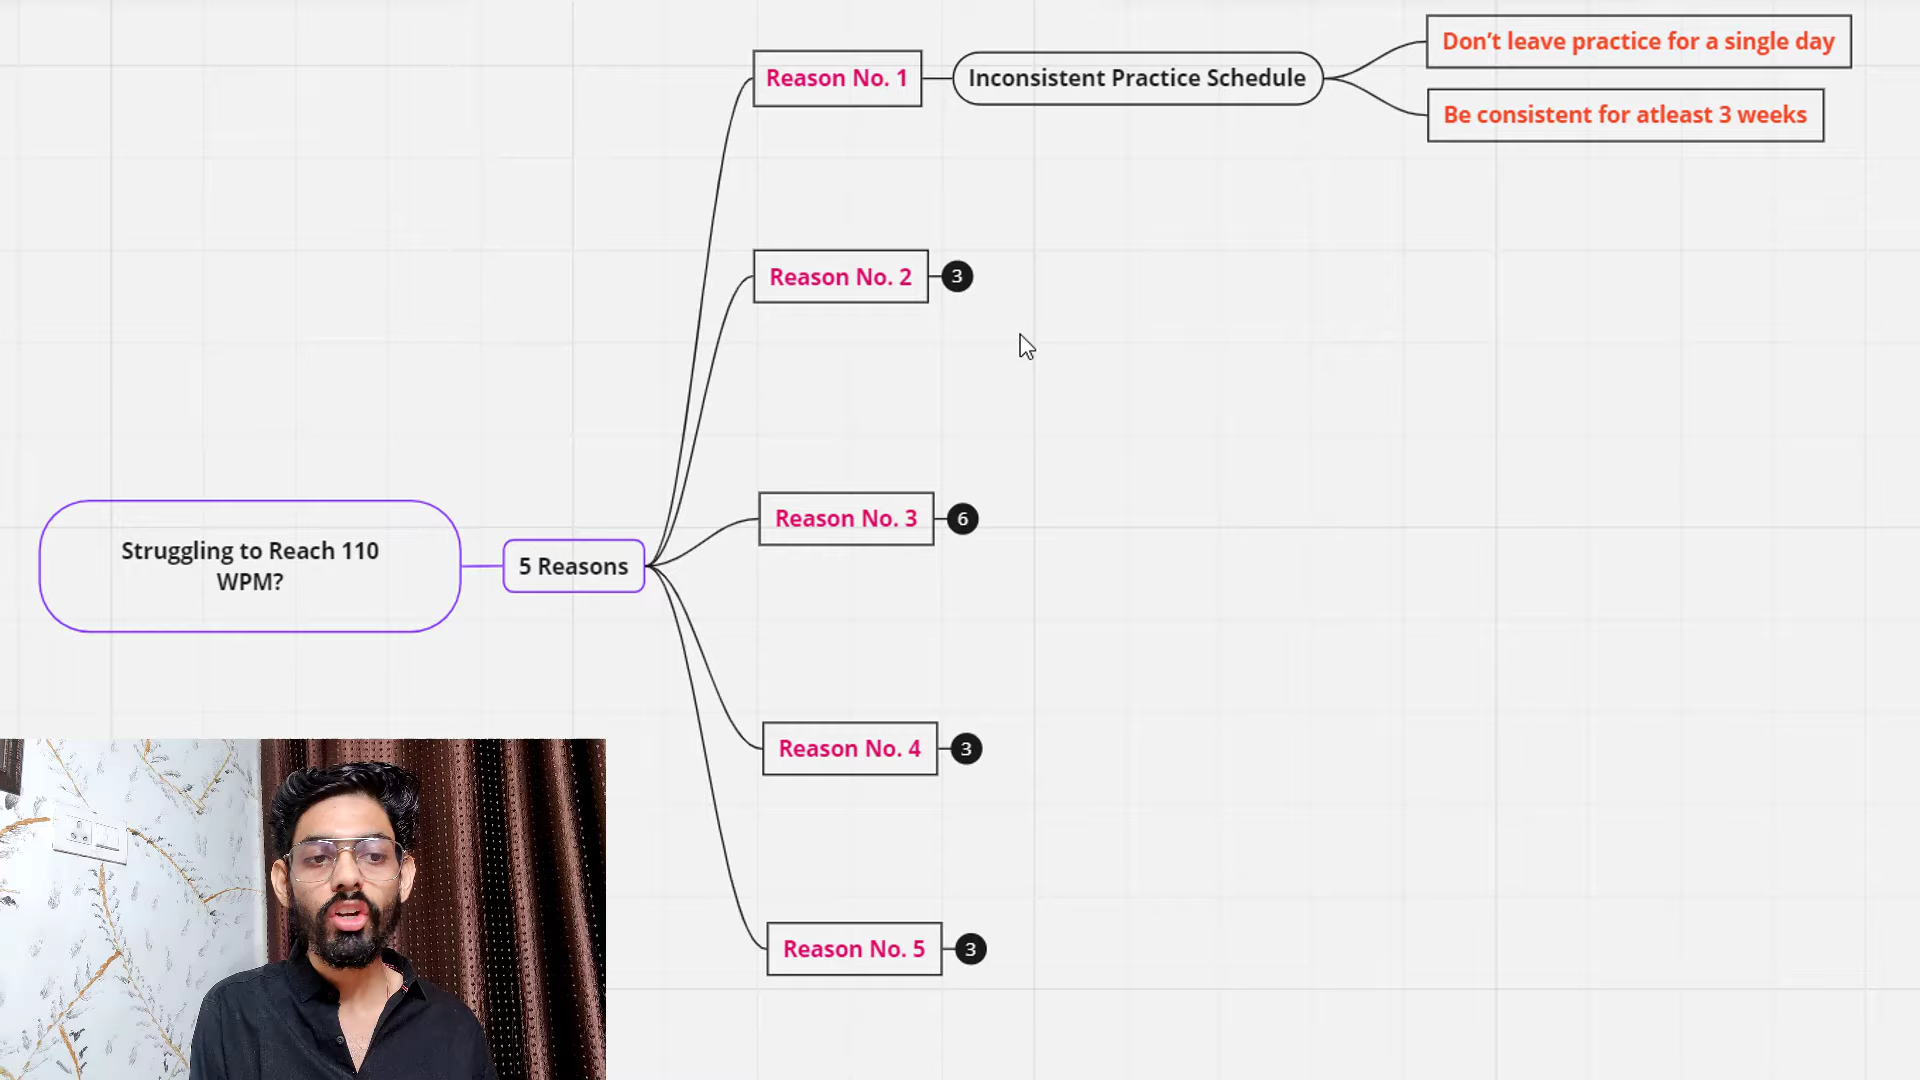 Don't leave practice for a single day
Reason No. 1
Inconsistent Practice Schedule
Be consistent for atleast 3 weeks
Reason No. 2
3
Reason No. 3
6
Struggling to Reach 110
WPM?
5 Reasons
Reason No. 4
3
Reason No. 5
3